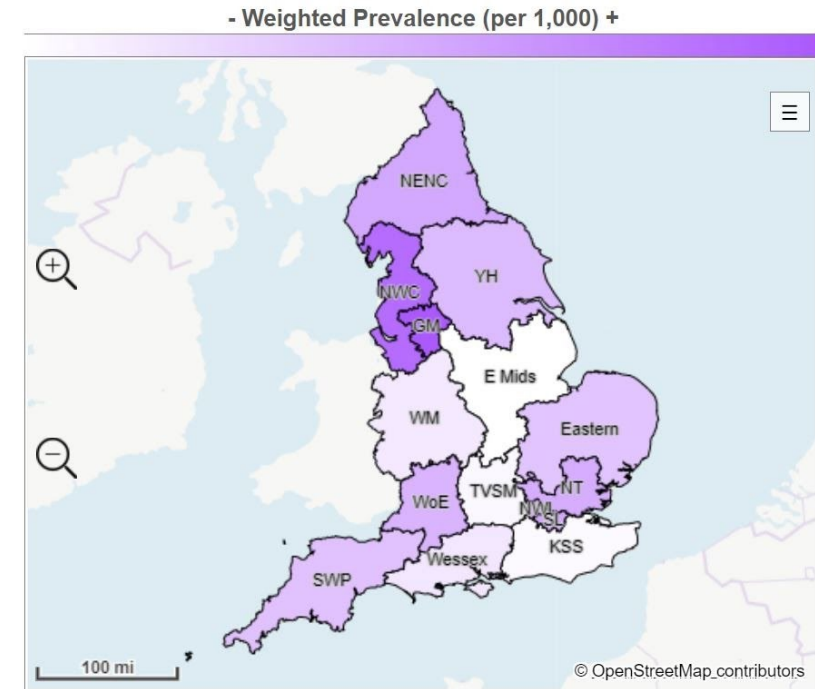 - Weighted Prevalence (per 1,000) +
NENC
YH
NWC
GM
E Mids
WM
Eastern
WoE
TVSM
NT
NWL
SL
KSS
Wessex
SWP
100 mi
© OpenStreetMap contributors